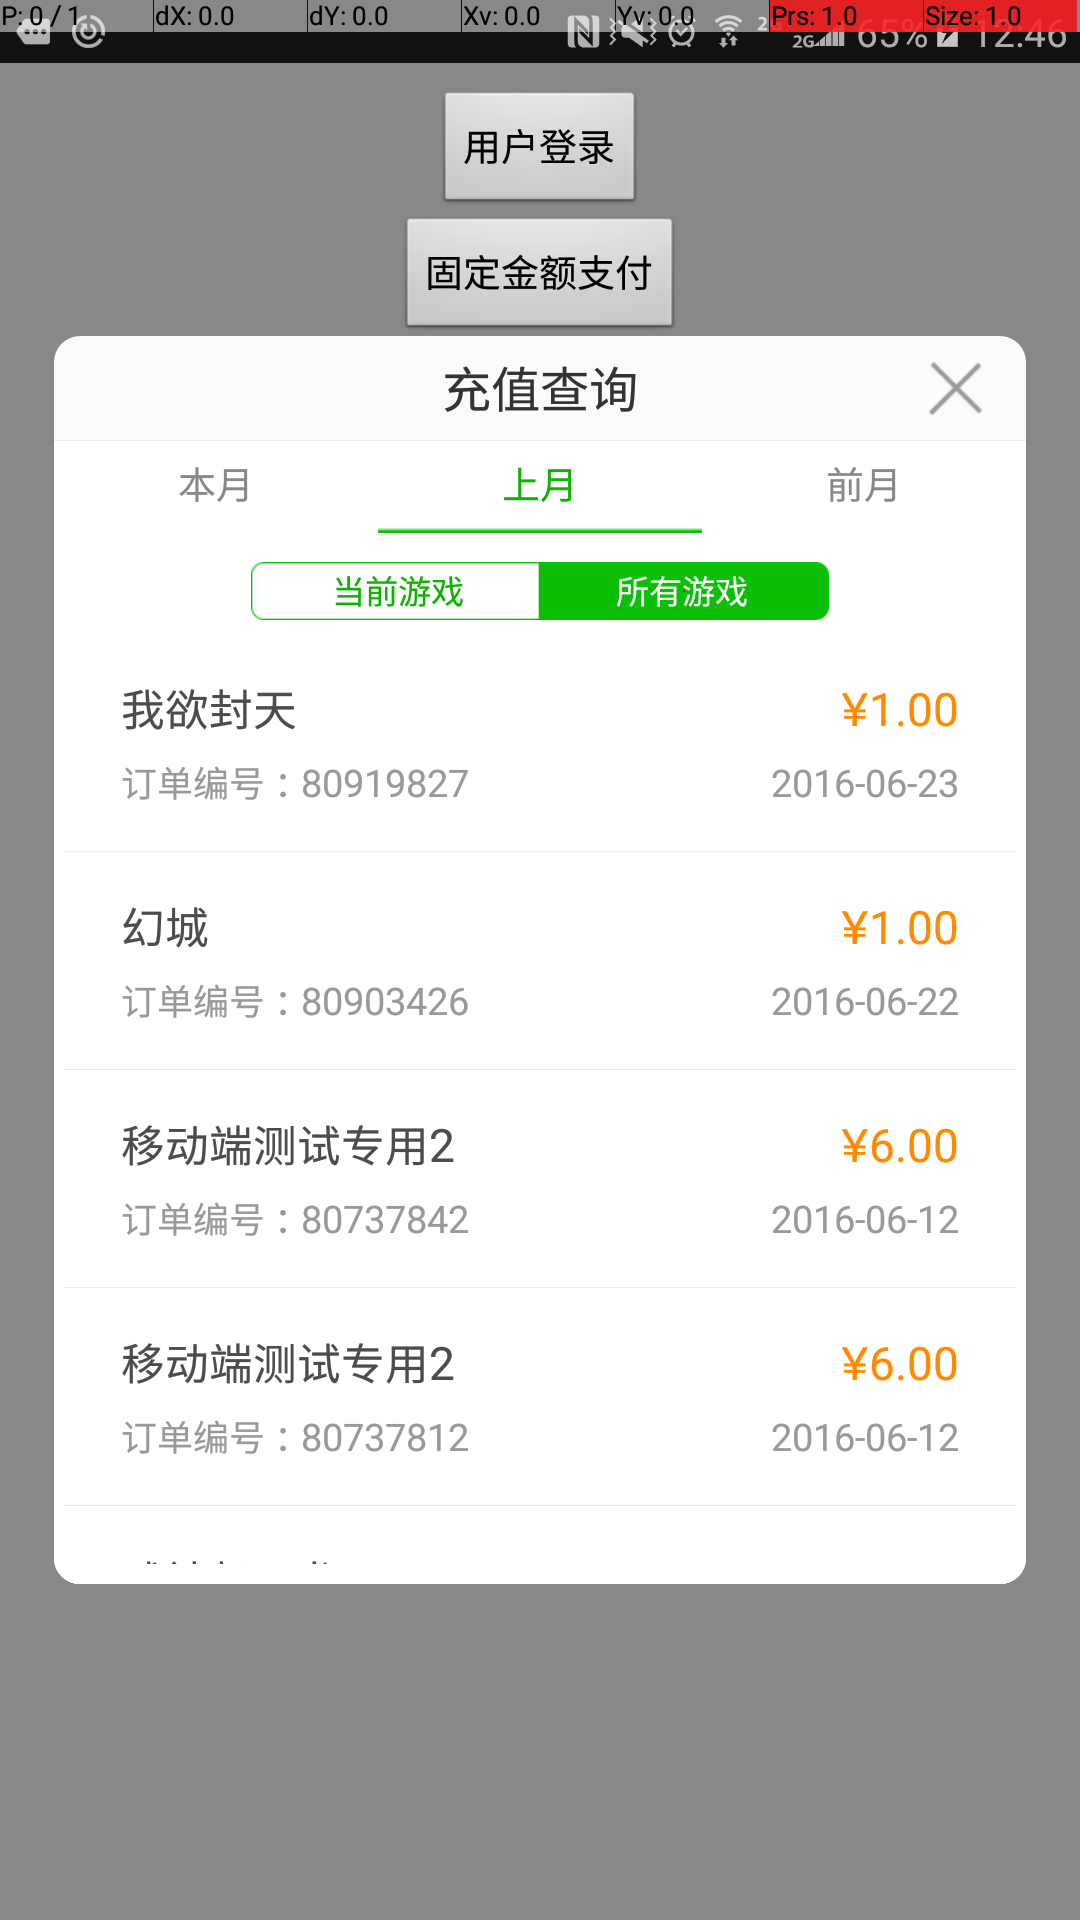 P: 0 / 1 dX: 0.0 dY: 0.0 Xv: 0.0 Yv: 0.0 Prs: 1.0 Size: 1.0
2G 65% 12:46
用户登录
固定金额支付
充值查询
本月 上月 前月
当前游戏 所有游戏
我欲封天 ¥1.00
订单编号：80919827 2016-06-23
幻城 ¥1.00
订单编号：80903426 2016-06-22
移动端测试专用2 ¥6.00
订单编号：80737842 2016-06-12
移动端测试专用2 ¥6.00
订单编号：80737812 2016-06-12